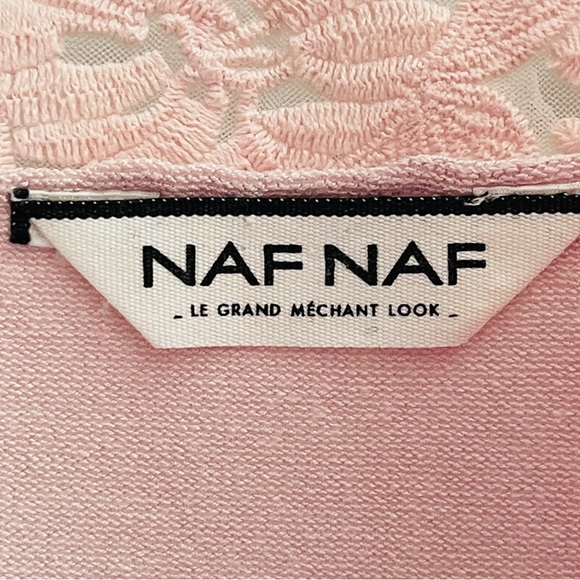 NAF NAF
_ LE GRAND MÉCHANT LOOK _